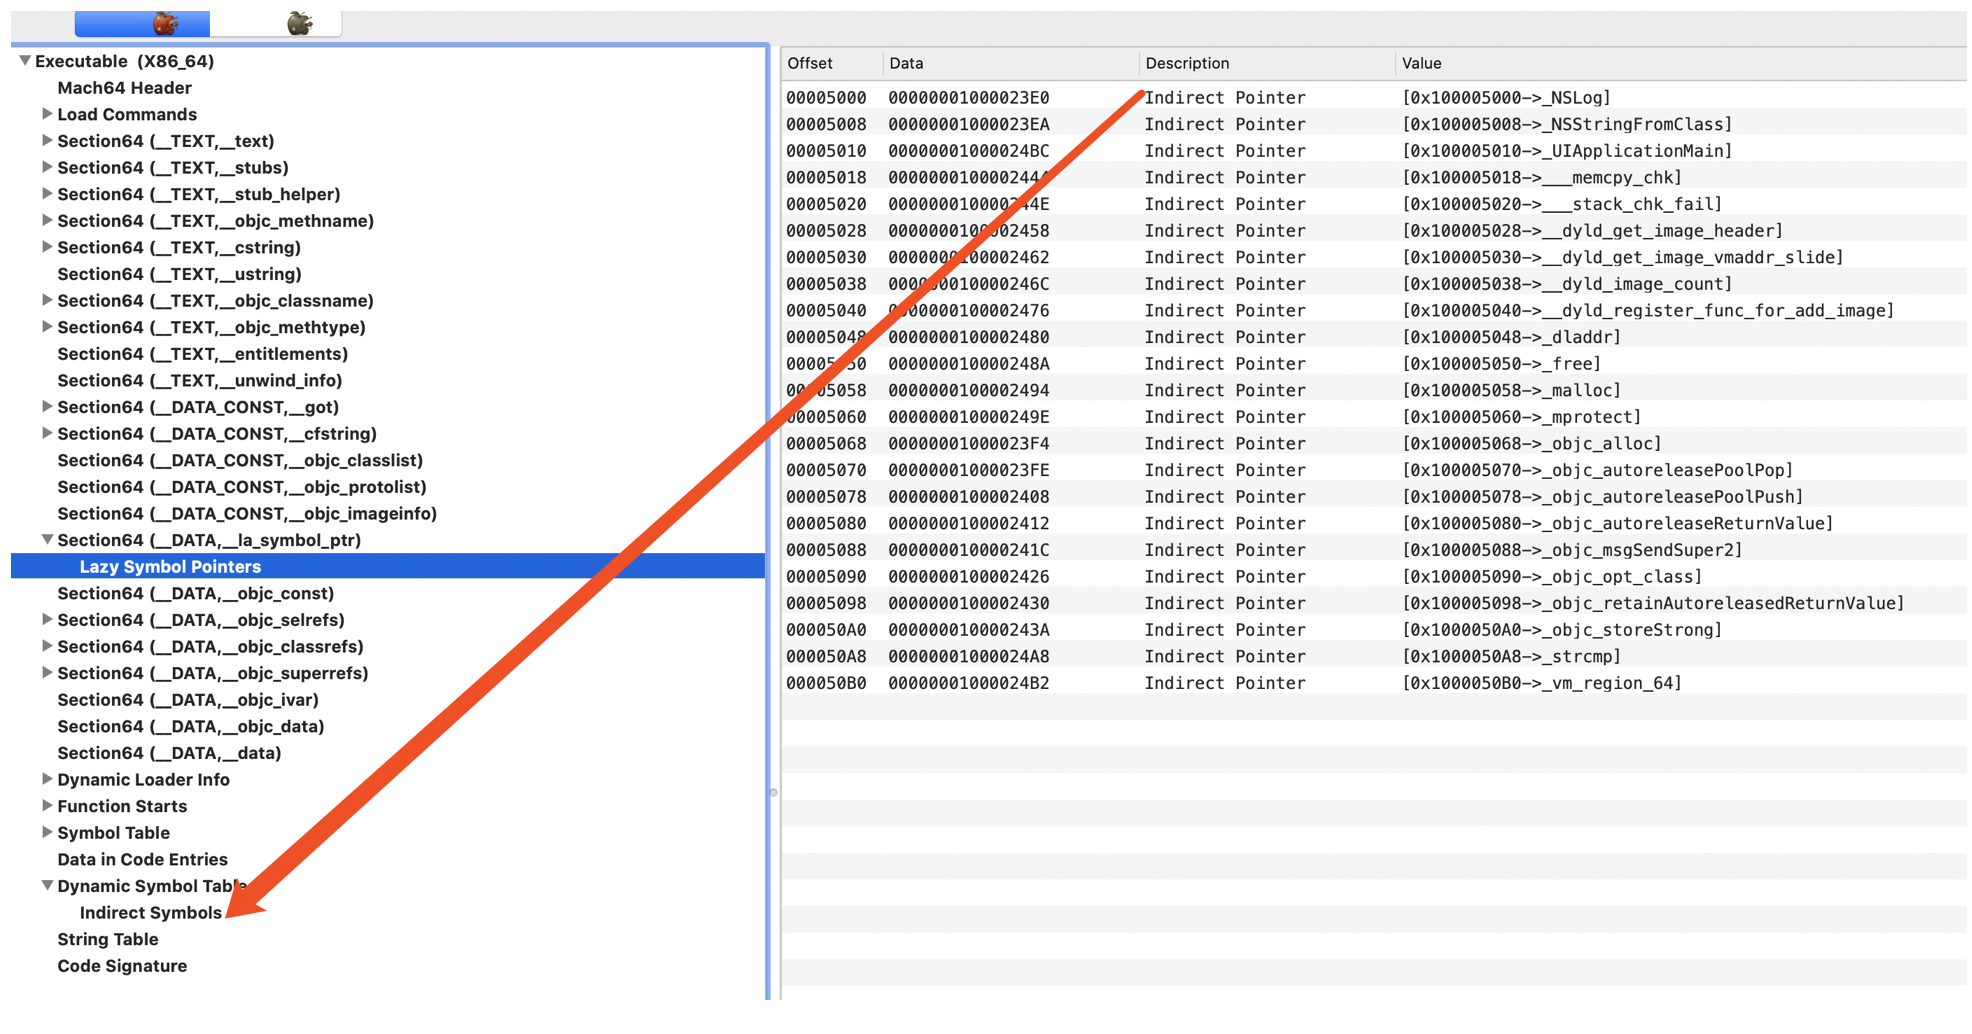 Executable (X86_64)
Mach64 Header
Load Commands
Section64 (__TEXT,__text)
Section64 (__TEXT,__stubs)
Section64 (__TEXT,__stub_helper)
Section64 (__TEXT,__objc_methname)
Section64 (__TEXT,__cstring)
Section64 (__TEXT,__ustring)
Section64 (__TEXT,__objc_classname)
Section64 (__TEXT,__objc_methtype)
Section64 (__TEXT,__entitlements)
Section64 (__TEXT,__unwind_info)
Section64 (__DATA_CONST,__got)
Section64 (__DATA_CONST,__cfstring)
Section64 (__DATA_CONST,__objc_classlist)
Section64 (__DATA_CONST,__objc_protolist)
Section64 (__DATA_CONST,__objc_imageinfo)
Section64 (__DATA,__la_symbol_ptr)
Lazy Symbol Pointers
Section64 (__DATA,__objc_const)
Section64 (__DATA,__objc_selrefs)
Section64 (__DATA,__objc_classrefs)
Section64 (__DATA,__objc_superrefs)
Section64 (__DATA,__objc_ivar)
Section64 (__DATA,__objc_data)
Section64 (__DATA,__data)
Dynamic Loader Info
Function Starts
Symbol Table
Data in Code Entries
Dynamic Symbol Table
Indirect Symbols
String Table
Code Signature
Offset Data Description Value
00005000 00000001000023E0 Indirect Pointer [0x100005000->_NSLog]
00005008 00000001000023EA Indirect Pointer [0x100005008->_NSStringFromClass]
00005010 00000001000024BC Indirect Pointer [0x100005010->_UIApplicationMain]
00005018 0000000100002444 Indirect Pointer [0x100005018->___memcpy_chk]
00005020 000000010000244E Indirect Pointer [0x100005020->___stack_chk_fail]
00005028 0000000100002458 Indirect Pointer [0x100005028->__dyld_get_image_header]
00005030 0000000100002462 Indirect Pointer [0x100005030->__dyld_get_image_vmaddr_slide]
00005038 000000010000246C Indirect Pointer [0x100005038->__dyld_image_count]
00005040 0000000100002476 Indirect Pointer [0x100005040->__dyld_register_func_for_add_image]
00005048 0000000100002480 Indirect Pointer [0x100005048->_dladdr]
00005050 000000010000248A Indirect Pointer [0x100005050->_free]
00005058 0000000100002494 Indirect Pointer [0x100005058->_malloc]
00005060 000000010000249E Indirect Pointer [0x100005060->_mprotect]
00005068 00000001000023F4 Indirect Pointer [0x100005068->_objc_alloc]
00005070 00000001000023FE Indirect Pointer [0x100005070->_objc_autoreleasePoolPop]
00005078 0000000100002408 Indirect Pointer [0x100005078->_objc_autoreleasePoolPush]
00005080 0000000100002412 Indirect Pointer [0x100005080->_objc_autoreleaseReturnValue]
00005088 000000010000241C Indirect Pointer [0x100005088->_objc_msgSendSuper2]
00005090 0000000100002426 Indirect Pointer [0x100005090->_objc_opt_class]
00005098 0000000100002430 Indirect Pointer [0x100005098->_objc_retainAutoreleasedReturnValue]
000050A0 000000010000243A Indirect Pointer [0x1000050A0->_objc_storeStrong]
000050A8 00000001000024A8 Indirect Pointer [0x1000050A8->_strcmp]
000050B0 00000001000024B2 Indirect Pointer [0x1000050B0->_vm_region_64]